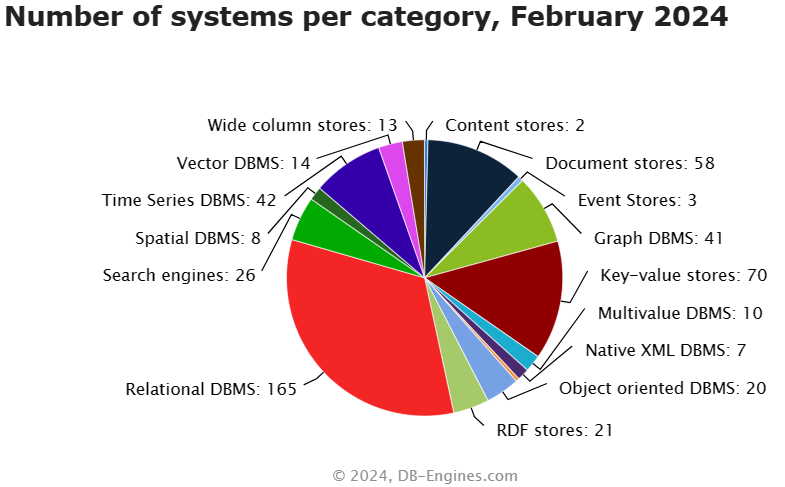 Number of systems per category, February 2024
Wide column stores: 13
Content stores: 2
Vector DBMS: 14
Document stores: 58
Time Series DBMS: 42
Event Stores: 3
Spatial DBMS: 8
Graph DBMS: 41
Search engines: 26
Key-value stores: 70
Multivalue DBMS: 10
Native XML DBMS: 7
Relational DBMS: 165
Object oriented DBMS: 20
RDF stores: 21
© 2024, DB-Engines.com